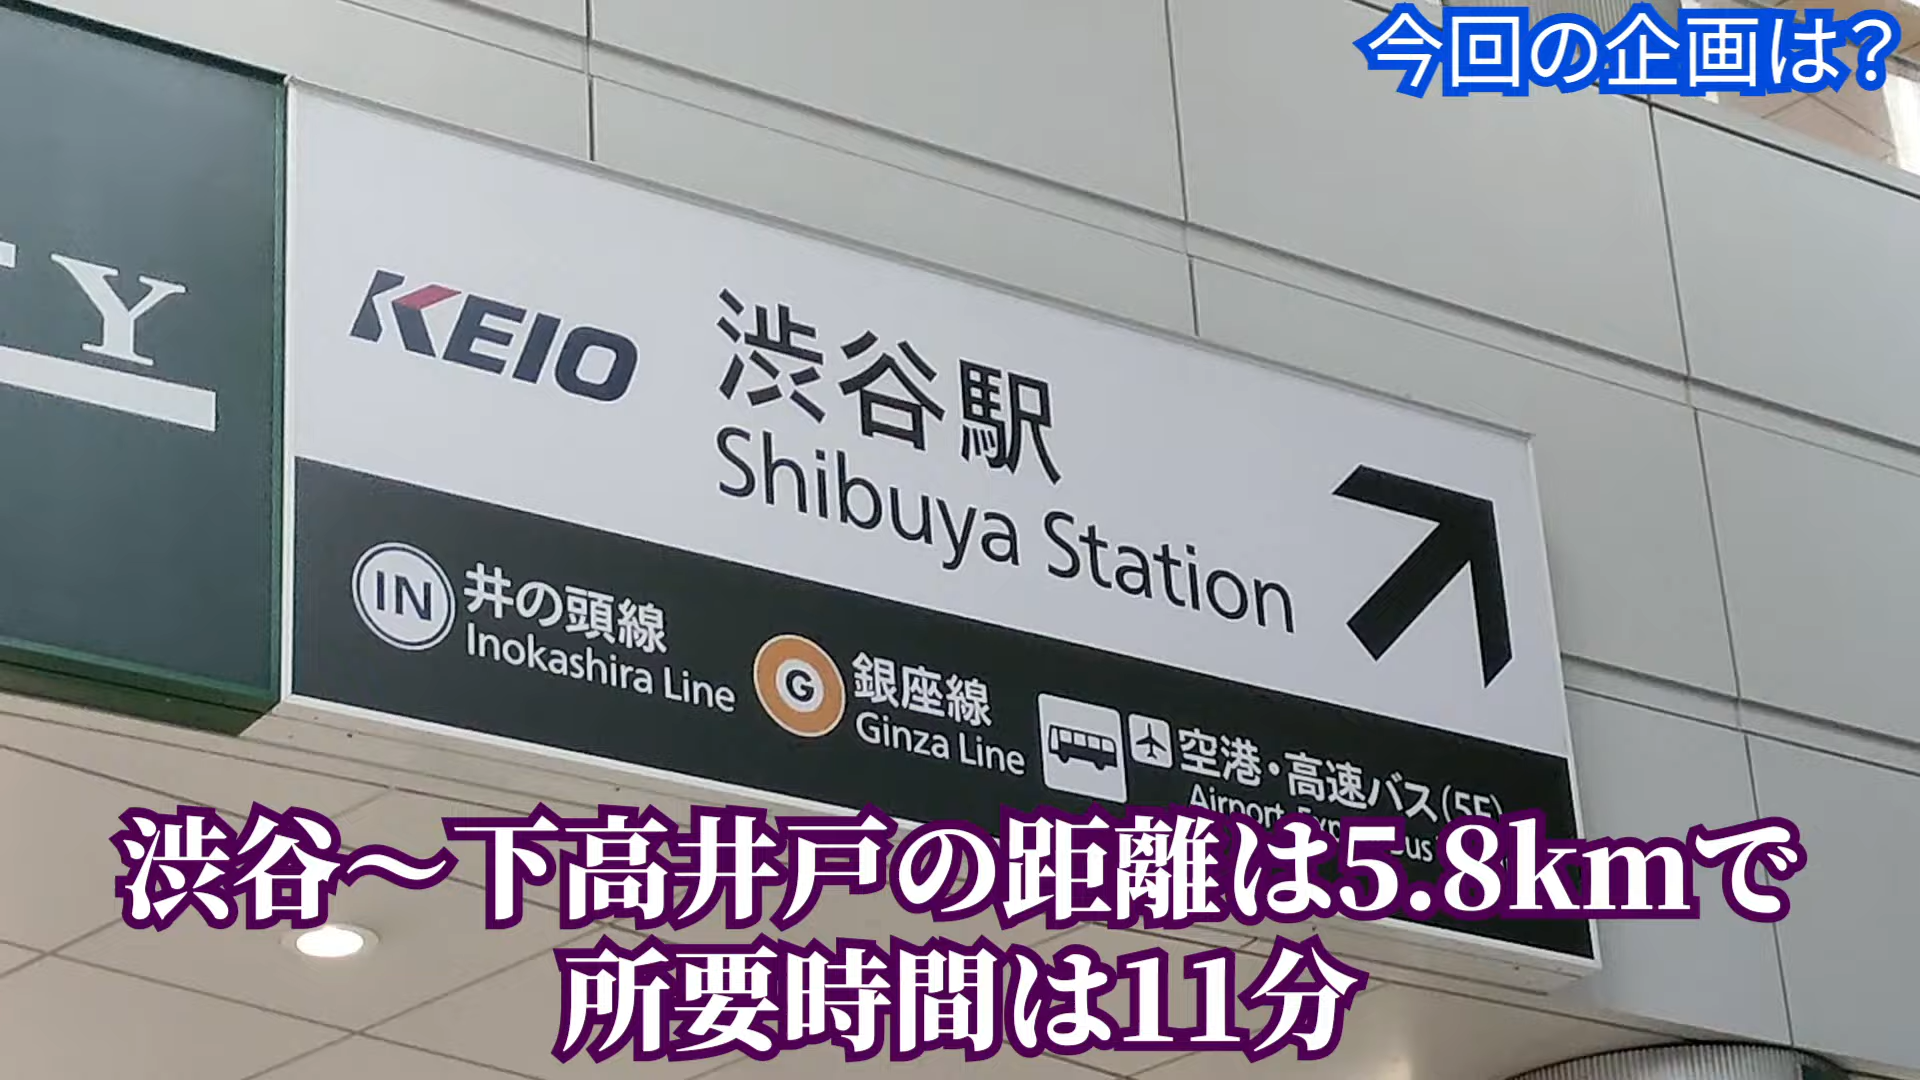 今回の企画は?
TY
KEIO
渋谷駅
Shibuya Station
IN 井の頭線
Inokashira Line
G 銀座線
Ginza Line
空港・高速バス(5F)
Airport
渋谷〜下高井戸の距離は5.8kmで
所要時間は11分